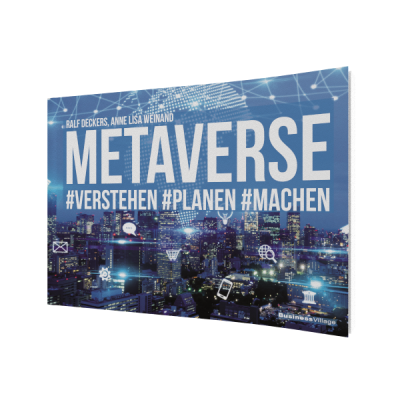 RALF DECKERS, ANNE LISA WEINAND
METAVERSE
#VERSTEHEN #PLANEN #MACHEN
BusinessVillage